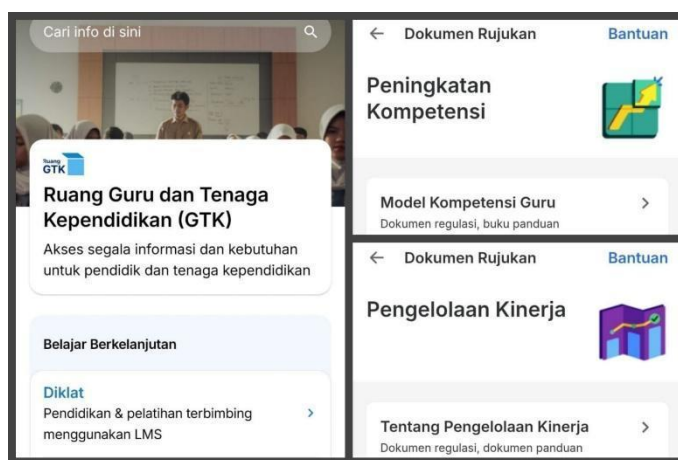 Cari info di sini
Ruang
GTK
Ruang Guru dan Tenaga
Kependidikan (GTK)
Akses segala informasi dan kebutuhan
untuk pendidik dan tenaga kependidikan
Belajar Berkelanjutan
Diklat
Pendidikan & pelatihan terbimbing
menggunakan LMS
Dokumen Rujukan
Bantuan
Peningkatan
Kompetensi
Model Kompetensi Guru
Dokumen regulasi, buku panduan
Dokumen Rujukan
Bantuan
Pengelolaan Kinerja
Tentang Pengelolaan Kinerja
Dokumen regulasi, dokumen panduan